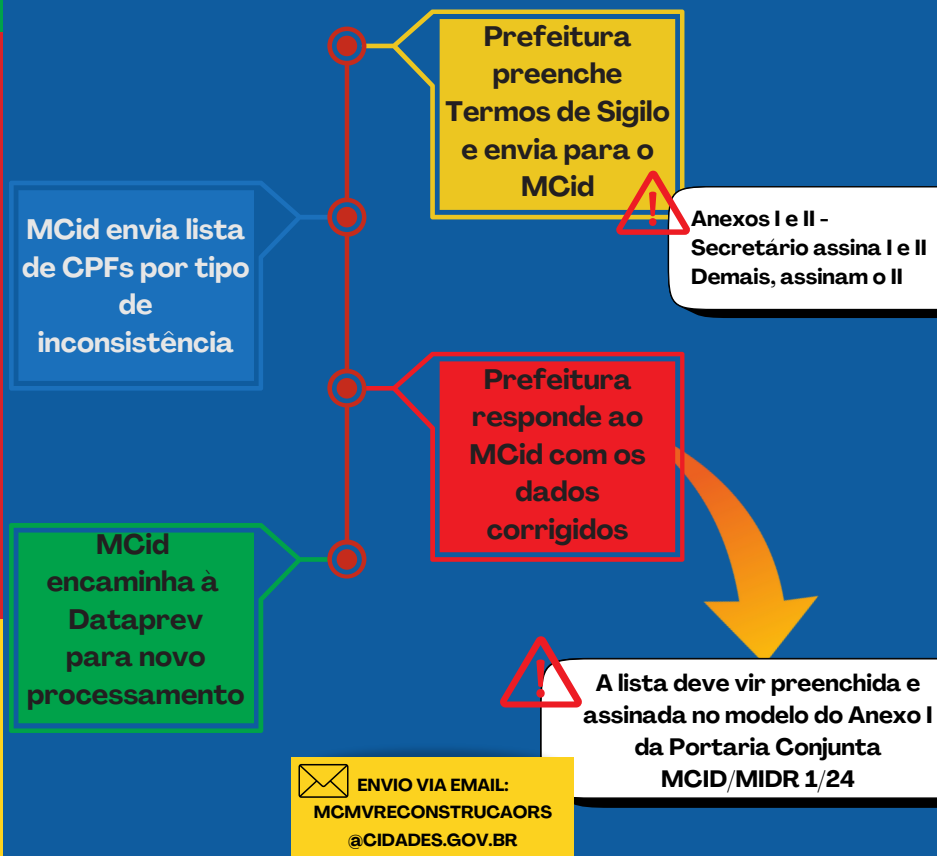 Prefeitura
preenche
Termos de Sigilo
e envia para o
MCid
Anexos I e II -
Secretário assina I e II
Demais, assinam o II
MCid envia lista
de CPFs por tipo
de
inconsistência
Prefeitura
responde ao
MCid com os
dados
corrigidos
MCid
encaminha à
Dataprev
para novo
processamento
A lista deve vir preenchida e
assinada no modelo do Anexo I
da Portaria Conjunta
MCID/MIDR 1/24
ENVIO VIA EMAIL:
MCMVRECONSTRUCAORS
@CIDADES.GOV.BR